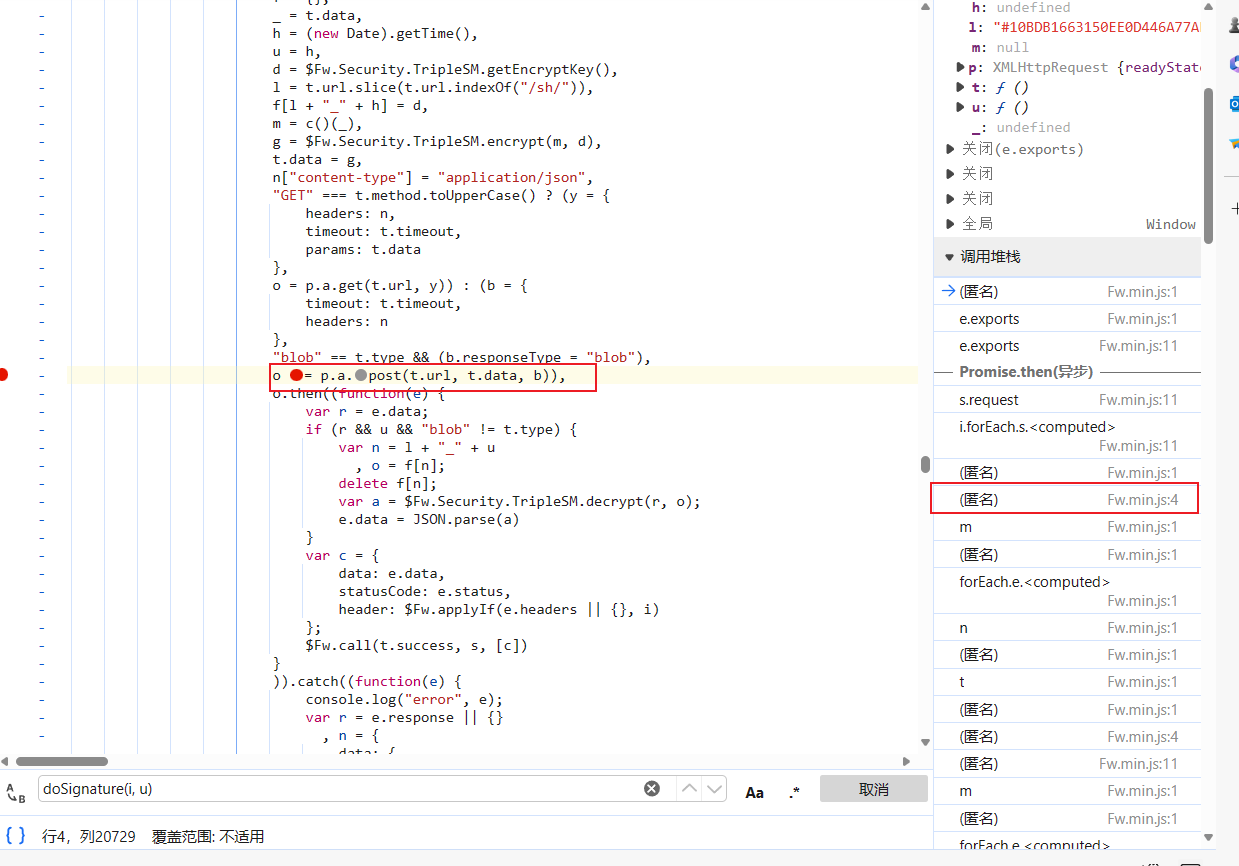 _ = t.data,
h = (new Date).getTime(),
u = h,
d = $Fw.Security.TripleSM.getEncryptKey(),
l = t.url.slice(t.url.indexOf("/sh/")),
f[l + "_" + h] = d,
m = c()(_),
g = $Fw.Security.TripleSM.encrypt(m, d),
t.data = g,
n["content-type"] = "application/json",
"GET" === t.method.toUpperCase() ? (y = {
headers: n,
timeout: t.timeout,
params: t.data
},
o = p.a.get(t.url, y)) : (b = {
timeout: t.timeout,
headers: n
},
"blob" == t.type && (b.responseType = "blob"),
o = p.a.post(t.url, t.data, b)),
o.then((function(e) {
var r = e.data;
if (r && u && "blob" != t.type) {
var n = l + "_" + u
, o = f[n];
delete f[n];
var a = $Fw.Security.TripleSM.decrypt(r, o);
e.data = JSON.parse(a)
}
var c = {
data: e.data,
statusCode: e.status,
header: $Fw.applyIf(e.headers || {}, i)
};
$Fw.call(t.success, s, [c])
}
)).catch((function(e) {
console.log("error", e);
var r = e.response || {}
, n = {
data: {
doSignature(i, u)
Aa
.*
取消
{ } 行4，列20729 覆盖范围: 不适用
h: undefined
l: "#10BDB1663150EE0D446A77A
m: null
p: XMLHttpRequest {readyState
t: ƒ ()
u: ƒ ()
_: undefined
关闭(e.exports)
关闭
关闭
全局 Window
调用堆栈
(匿名) Fw.min.js:1
e.exports Fw.min.js:1
e.exports Fw.min.js:11
Promise.then(异步)
s.request Fw.min.js:11
i.forEach.s.<computed>
Fw.min.js:11
(匿名) Fw.min.js:1
(匿名) Fw.min.js:4
m Fw.min.js:1
(匿名) Fw.min.js:1
forEach.e.<computed>
Fw.min.js:1
n Fw.min.js:1
(匿名) Fw.min.js:1
t Fw.min.js:1
(匿名) Fw.min.js:1
(匿名) Fw.min.js:4
(匿名) Fw.min.js:11
m Fw.min.js:1
(匿名) Fw.min.js:1
forEach.e.<computed>